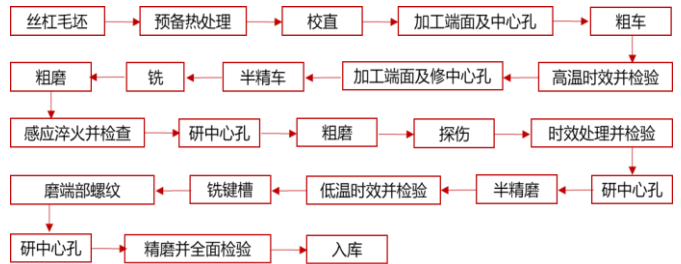 丝杠毛坯 预备热处理 校直 加工端面及中心孔 粗车
粗磨 铣 半精车 加工端面及修中心孔 高温时效并检验
感应淬火并检查 研中心孔 粗磨 探伤 时效处理并检验
磨端部螺纹 铣键槽 低温时效并检验 半精磨 研中心孔
研中心孔 精磨并全面检验 入库